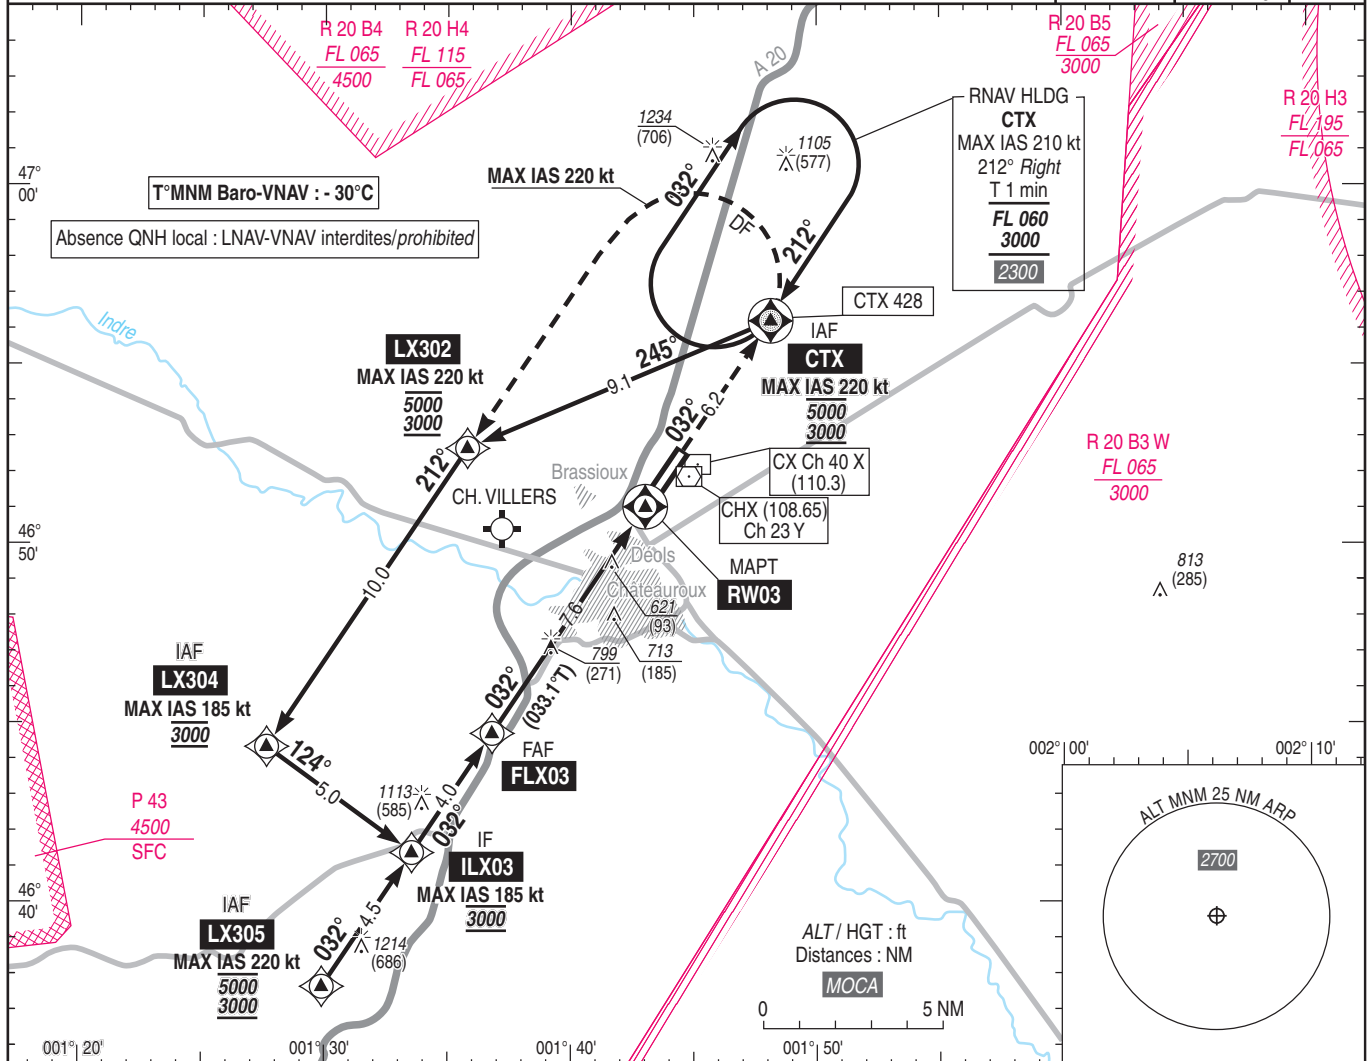 R 20 B4
FL 065
4500
R 20 H4
FL 115
FL 065
A 20
R 20 B5
FL 065
3000
R 20 H3
FL 195
FL 065
RNAV HLDG
CTX
MAX IAS 210 kt
212° Right
T 1 min
FL 060
3000
2300
1234
(706)
1105
(577)
47°
00'
T°MNM Baro-VNAV : - 30°C
MAX IAS 220 kt
032°
DF
212°
Absence QNH local : LNAV-VNAV interdites/prohibited
Indre
CTX 428
IAF
CTX
MAX IAS 220 kt
5000
3000
LX302
MAX IAS 220 kt
5000
3000
245°
9.1
032°
6.2
212°
CX Ch 40 X
(110.3)
CHX (108.65)
Ch 23 Y
R 20 B3 W
FL 065
3000
Brassioux
CH. VILLERS
46°
50'
Déols
Châteauroux
MAPT
RW03
813
(285)
10.0
7.6
621
(93)
799
(271)
713
(185)
IAF
LX304
MAX IAS 185 kt
3000
032°
(033.1°T)
FAF
FLX03
124°
5.0
1113
(585)
4.0
032°
002° 00'
002° 10'
P 43
4500
SFC
IF
ILX03
MAX IAS 185 kt
3000
ALT MNM 25 NM ARP
2700
46°
40'
IAF
LX305
MAX IAS 220 kt
5000
3000
032°
4.5
1214
(686)
ALT / HGT : ft
Distances : NM
MOCA
0
5 NM
001° 20'
001° 30'
001° 40'
001° 50'